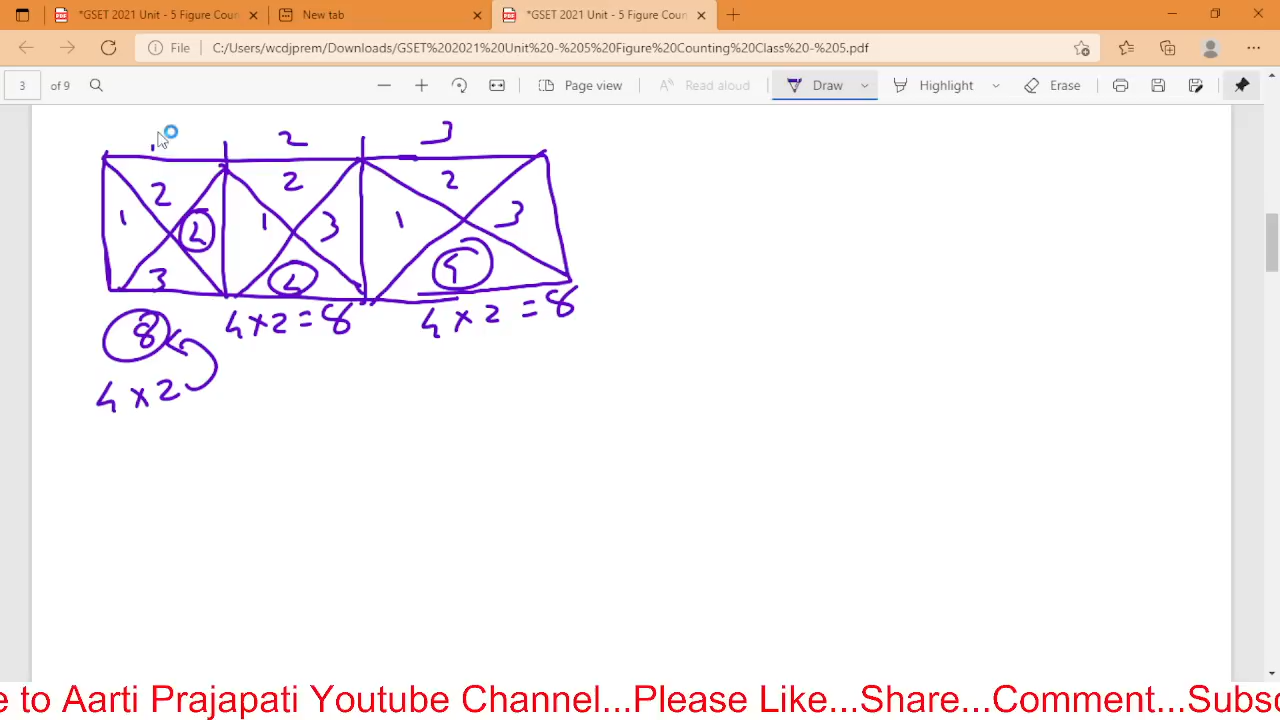 *GSET 2021 Unit - 5 Figure Coun
New tab
*GSET 2021 Unit - 5 Figure Coun
File
C:/Users/wcdjprem/Downloads/GSET%202021%20Unit%20-%205%20Figure%20Counting%20Class%20-%205.pdf
3 of 9
Page view
Read aloud
Draw
Highlight
Erase
2 3
2 2 2
1 1 3 1 3
3
8 4×2=8 4×2=8
4×2
e to Aarti Prajapati Youtube Channel...Please Like...Share...Comment....Subsc